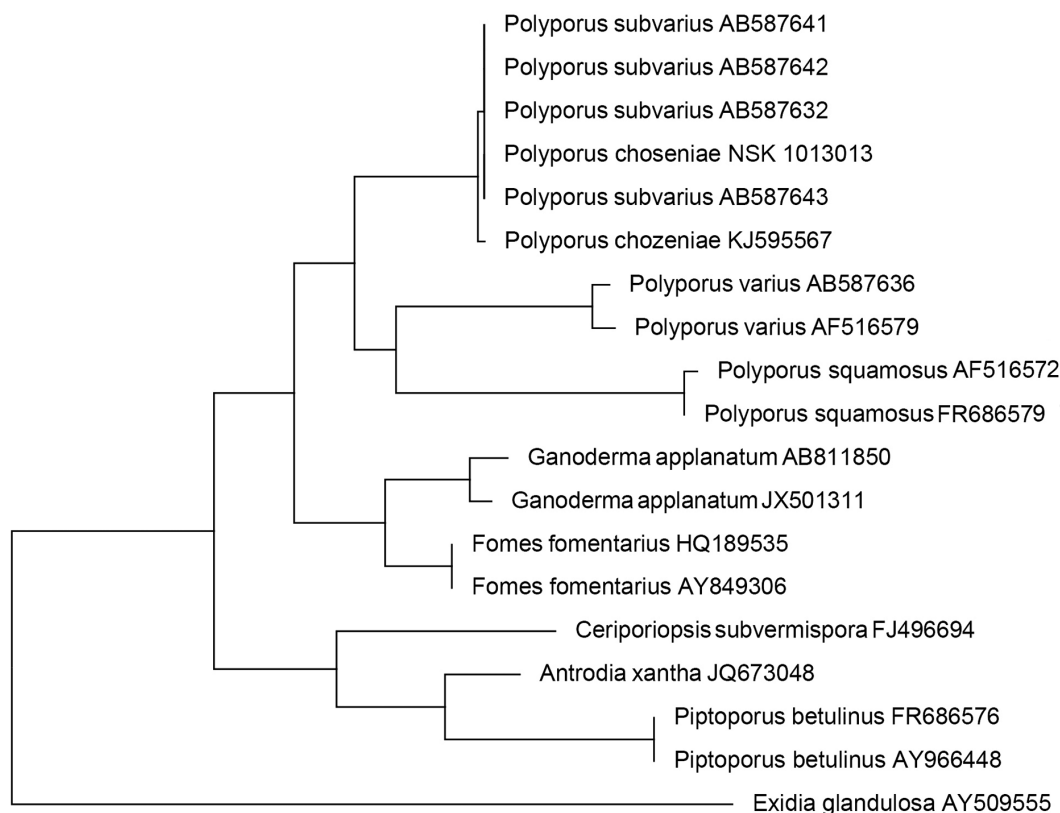 Polyporus subvarius AB587641
Polyporus subvarius AB587642
Polyporus subvarius AB587632
Polyporus choseniae NSK 1013013
Polyporus subvarius AB587643
Polyporus chozeniae KJ595567
Polyporus varius AB587636
Polyporus varius AF516579
Polyporus squamosus AF516572
Polyporus squamosus FR686579
Ganoderma applanatum AB811850
Ganoderma applanatum JX501311
Fomes fomentarius HQ189535
Fomes fomentarius AY849306
Ceriporiopsis subvermispora FJ496694
Antrodia xantha JQ673048
Piptoporus betulinus FR686576
Piptoporus betulinus AY966448
Exidia glandulosa AY509555